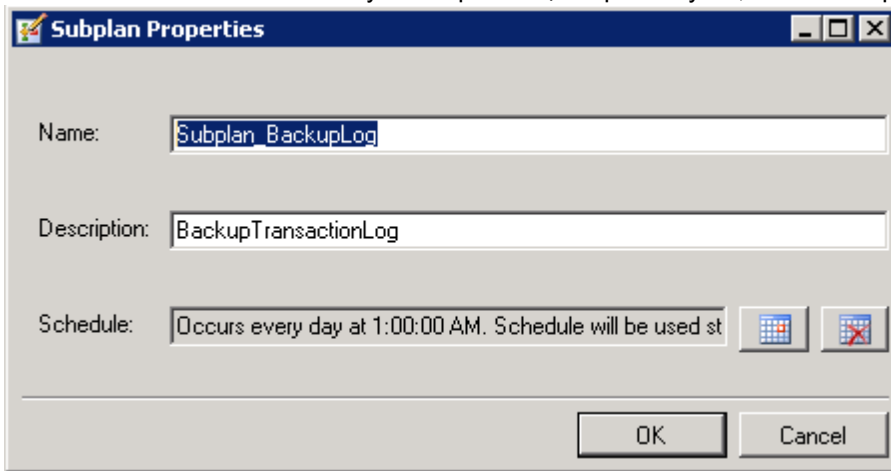 Subplan Properties
Name:
Subplan_BackupLog
Description:
BackupTransactionLog
Schedule:
Occurs every day at 1:00:00 AM. Schedule will be used st
OK
Cancel